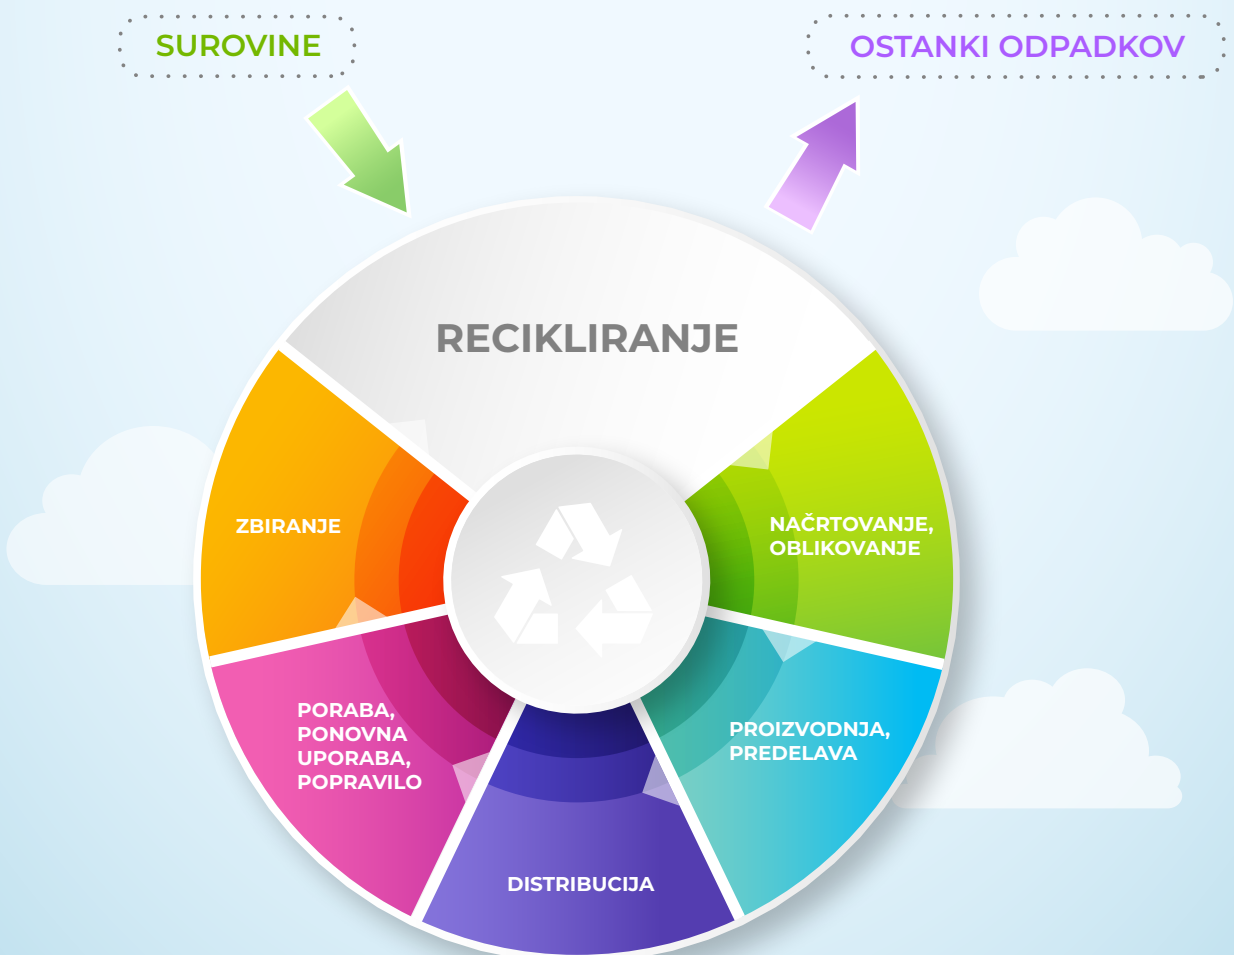 SUROVINE
OSTANKI ODPADKOV
RECIKLIRANJE
ZBIRANJE
NAČRTOVANJE,
OBLIKOVANJE
PORABA,
PONOVNA
UPORABA,
POPRAVILO
PROIZVODNJA,
PREDELAVA
DISTRIBUCIJA